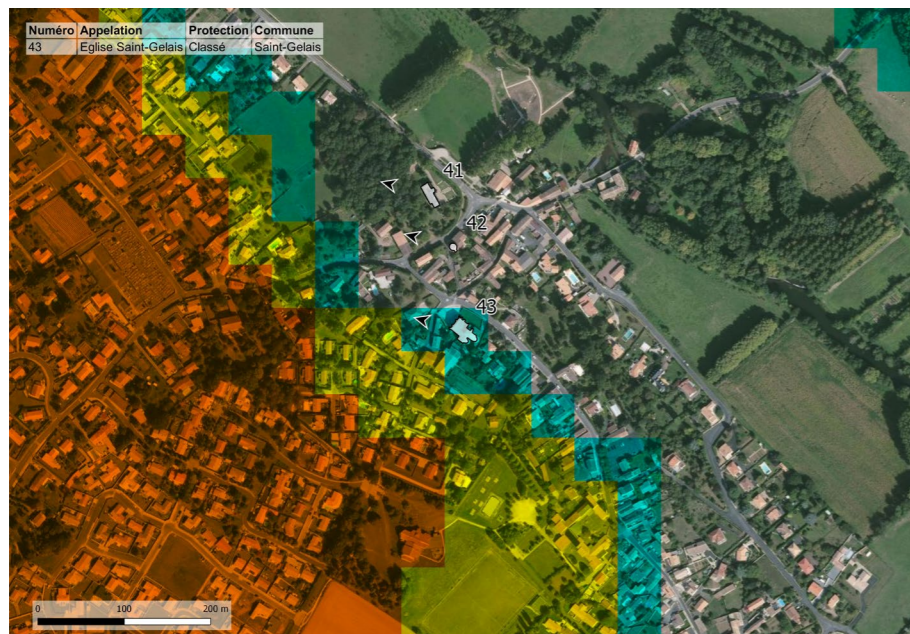 Numéro Appelation Protection Commune
43 Eglise Saint-Gelais Classé Saint-Gelais
41
42
43
0 100 200 m